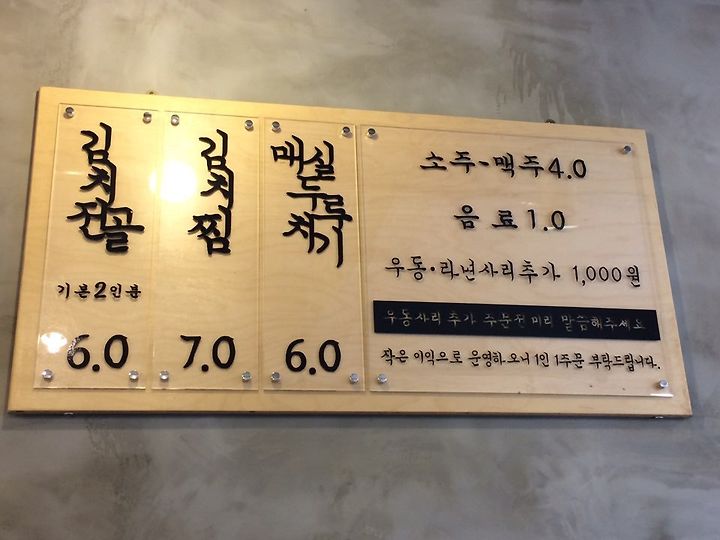 김치전골
기본2인분
6.0
김치찜
7.0
매실두루치기
6.0
소주-맥주4.0
음료1.0
우동·라면사리추가 1,000원
우동사리 추가 주문전 미리 말씀해주세요
작은 이익으로 운영하오니 1인 1주문 부탁드립니다.